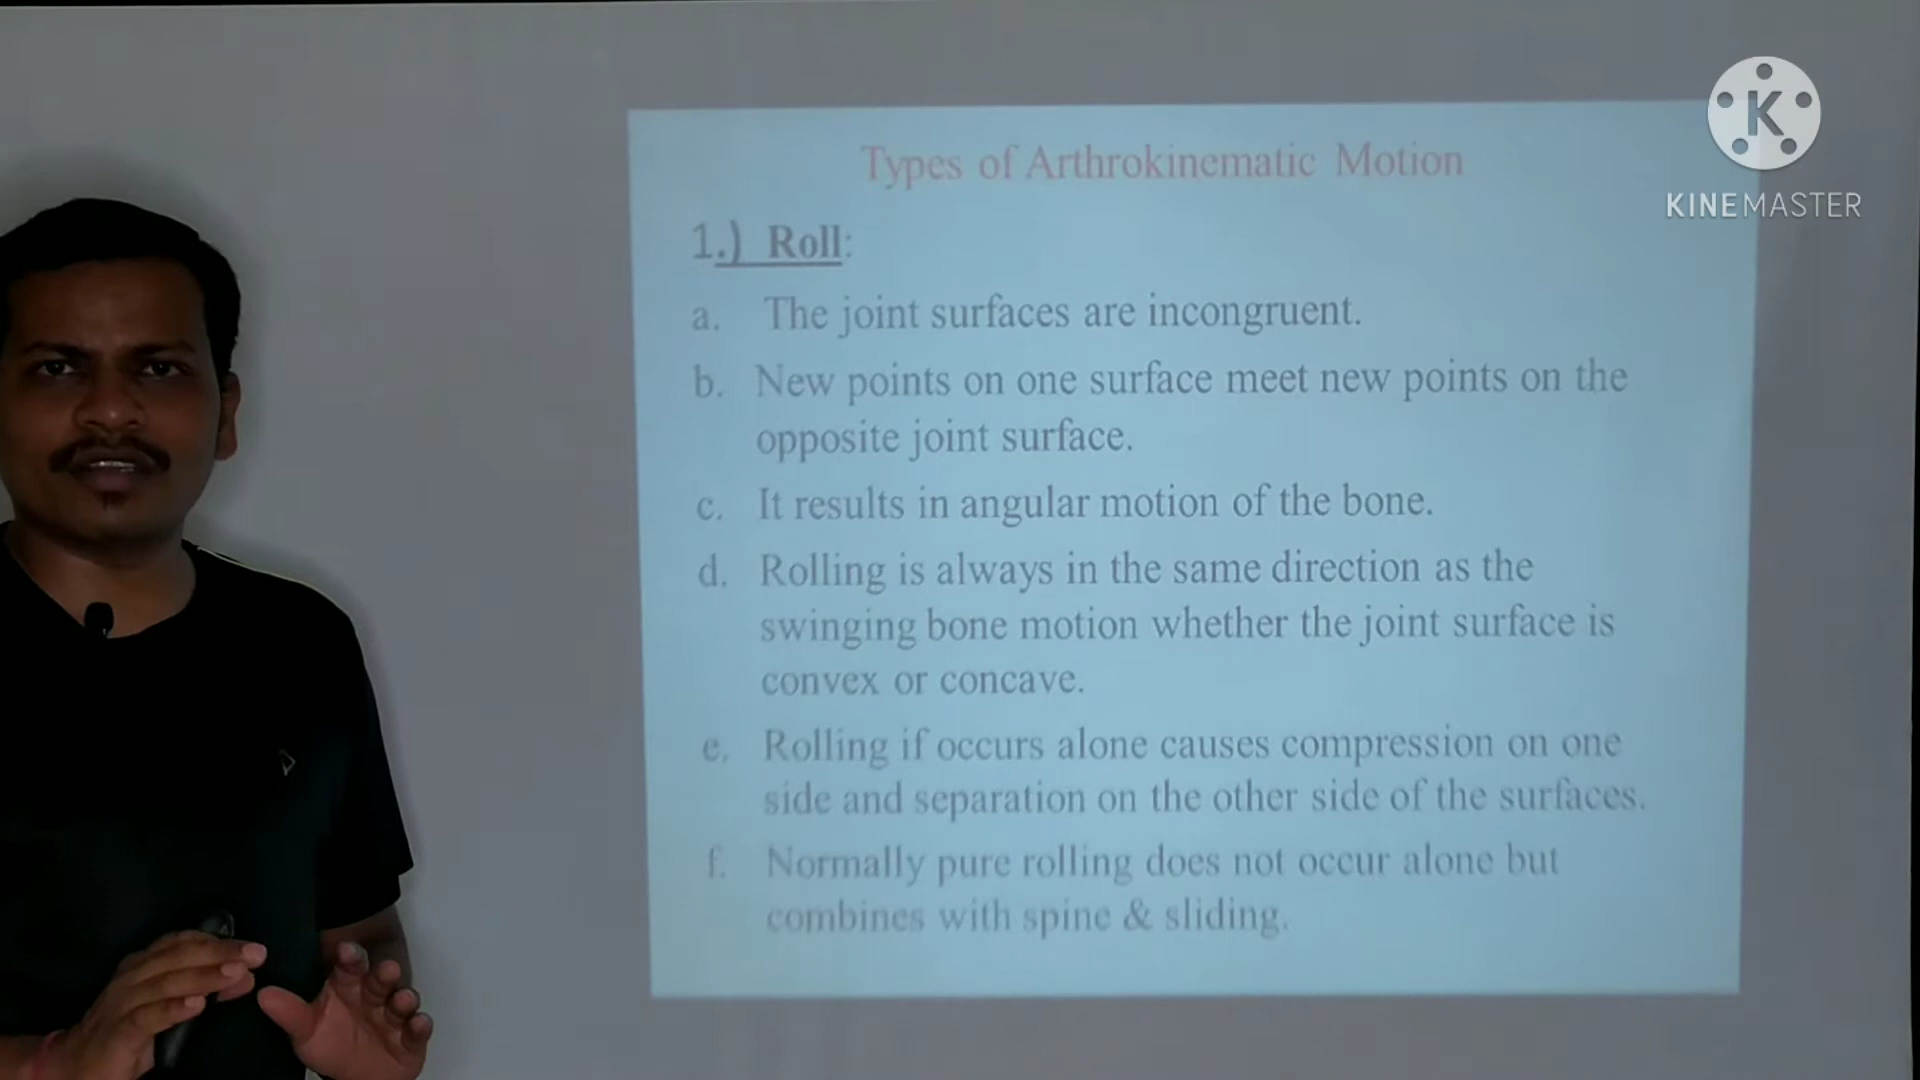 Types of Arthrokinematic Motion
1.) Roll:
a. The joint surfaces are incongruent.
b. New points on one surface meet new points on the
opposite joint surface.
c. It results in angular motion of the bone.
d. Rolling is always in the same direction as the
swinging bone motion whether the joint surface is
convex or concave.
e. Rolling if occurs alone causes compression on one
side and separation on the other side of the surfaces.
f. Normally pure rolling does not occur alone but
combines with spine & sliding.
K
KINEMASTER